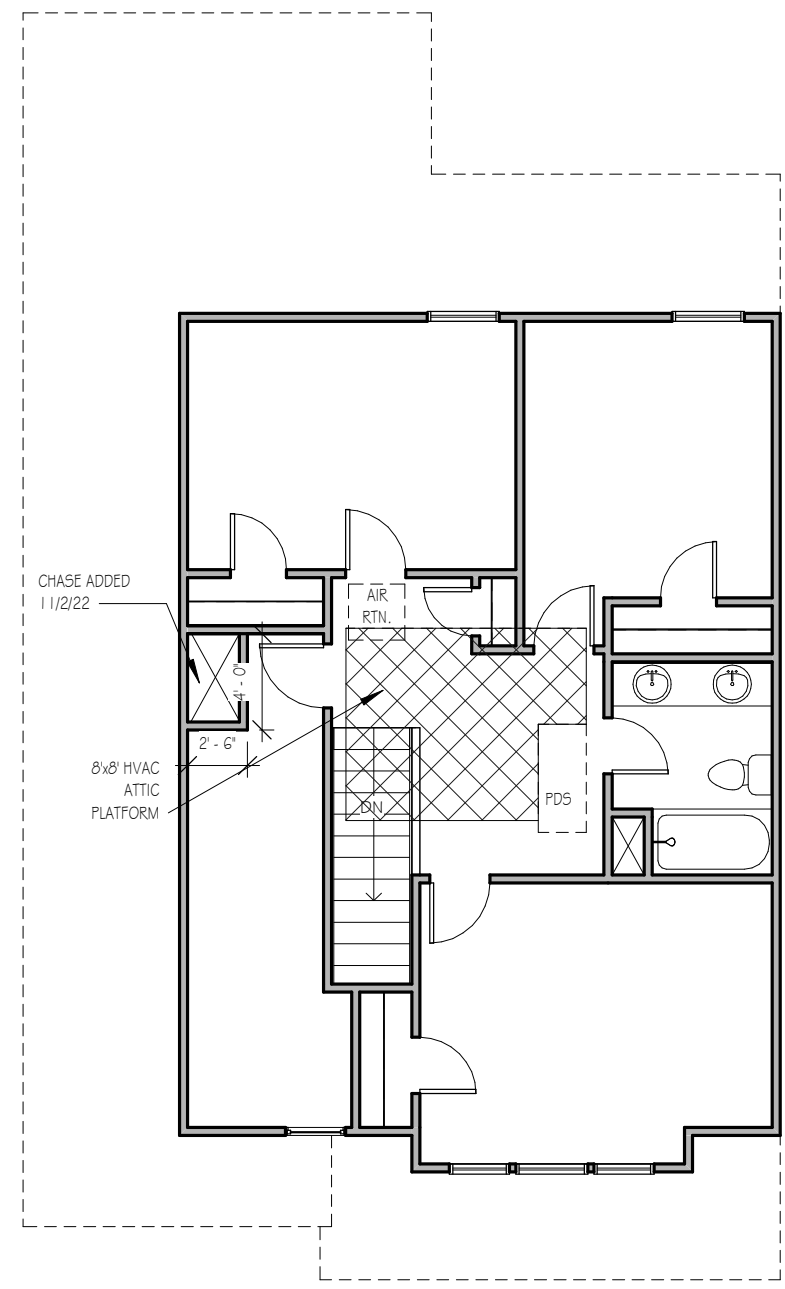 CHASE ADDED
11/2/22
AIR
RTN.
4' - 0"
2' - 6"
8'x8' HVAC
ATTIC
PLATFORM
DN
PDS